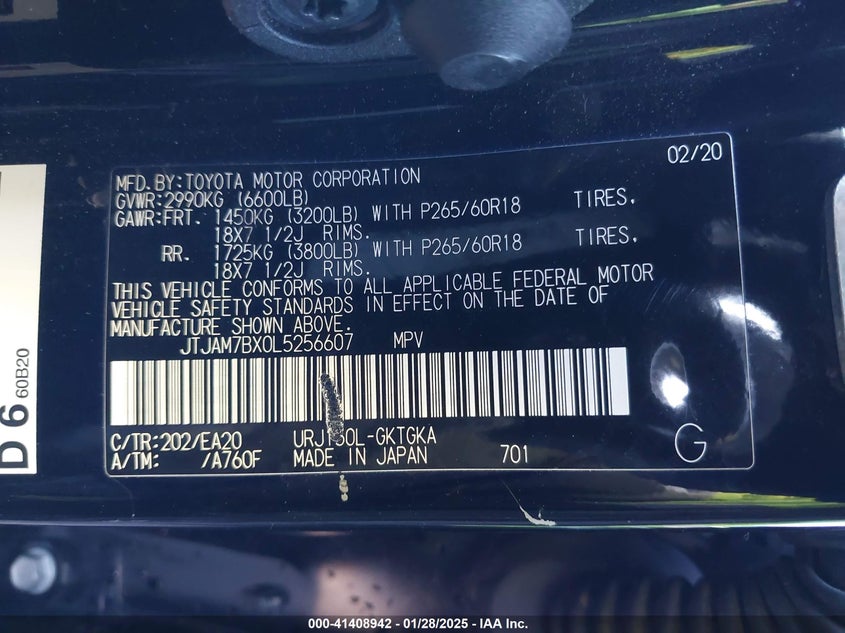 02/20
MFD. BY: TOYOTA MOTOR CORPORATION
GVWR: 2990KG (6600LB)
GAWR: FRT. 1450KG (3200LB) WITH P265/60R18 TIRES,
18X7 1/2J RIMS.
RR. 1725KG (3800LB) WITH P265/60R18 TIRES,
18X7 1/2J RIMS.
THIS VEHICLE CONFORMS TO ALL APPLICABLE FEDERAL MOTOR
VEHICLE SAFETY STANDARDS IN EFFECT ON THE DATE OF
MANUFACTURE SHOWN ABOVE.
JTJAM7BX0L5256607 MPV
C/TR: 202/EA20 -GKTGKA
A/TM: /A760F MADE IN JAPAN 701
G
D 6 60B20
000-41408942 - 01/28/2025 - IAA Inc.